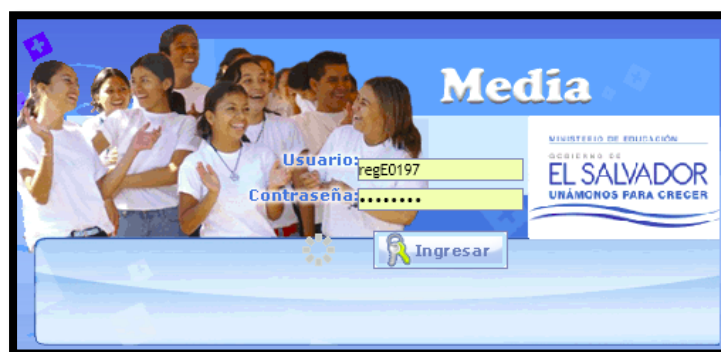 Media
MINISTERIO DE EDUCACIÓN
GOBIERNO DE
EL SALVADOR
UNÁMONOS PARA CRECER
Usuario:
regE0197
Contraseña:
Ingresar